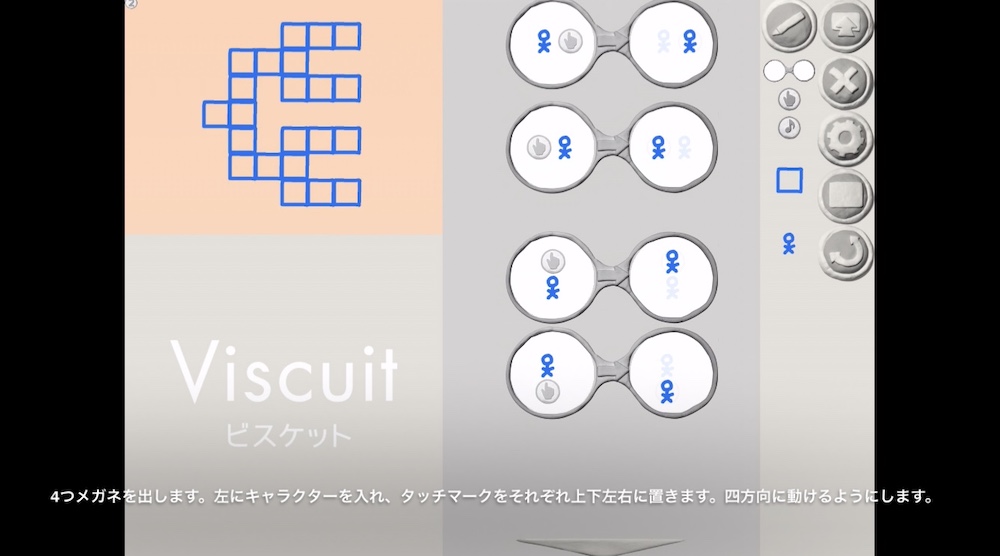 2
Viscuit
ビスケット
4つメガネを出します。左にキャラクターを入れ、タッチマークをそれぞれ上下左右に置きます。四方向に動けるようにします。